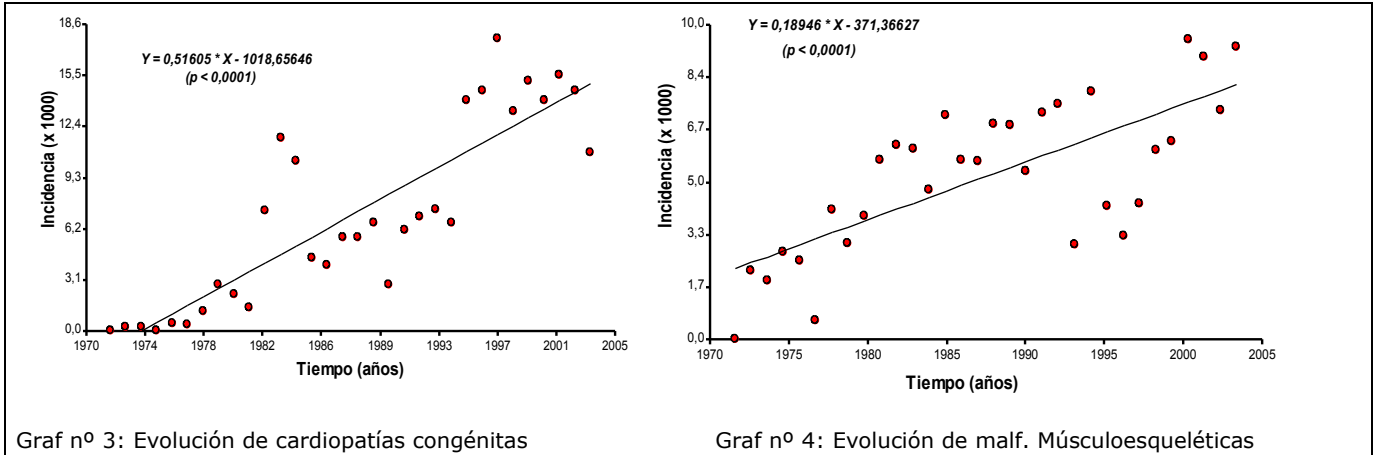 18,6
15,5
12,4
9,3
6,2
3,1
0,0
Incidencia (x 1000)
Y = 0,51605 * X - 1018,65646
(p < 0,0001)
1970 1974 1978 1982 1986 1989 1993 1997 2001 2005
Tiempo (años)
Graf nº 3: Evolución de cardiopatías congénitas
10,0
8,4
6,7
5,0
3,3
1,7
0,0
Incidencia (x 1000)
Y = 0,18946 * X - 371,36627
(p < 0,0001)
1970 1975 1980 1985 1990 1995 2000 2005
Tiempo (años)
Graf nº 4: Evolución de malf. Músculoesqueléticas